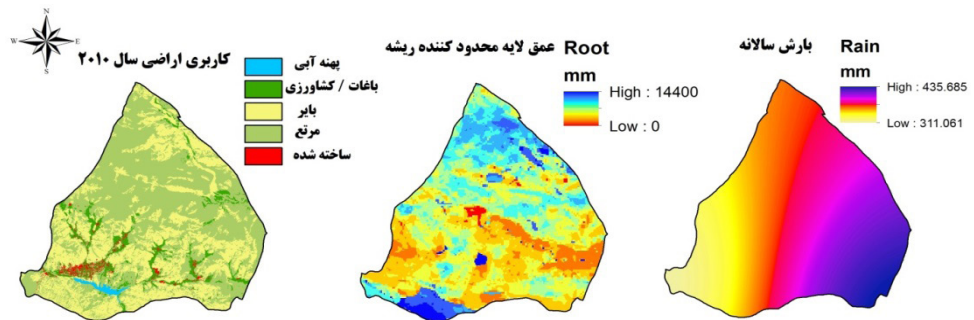 N
W
E
S
کاربری اراضی سال ۲۰۱۰
پهنه آبی
باغات / کشاورزی
بایر
مرتع
ساخته شده
عمق لایه محدود کننده ریشه
Root
mm
High : 14400
Low : 0
بارش سالانه
Rain
mm
High : 435.685
Low : 311.061